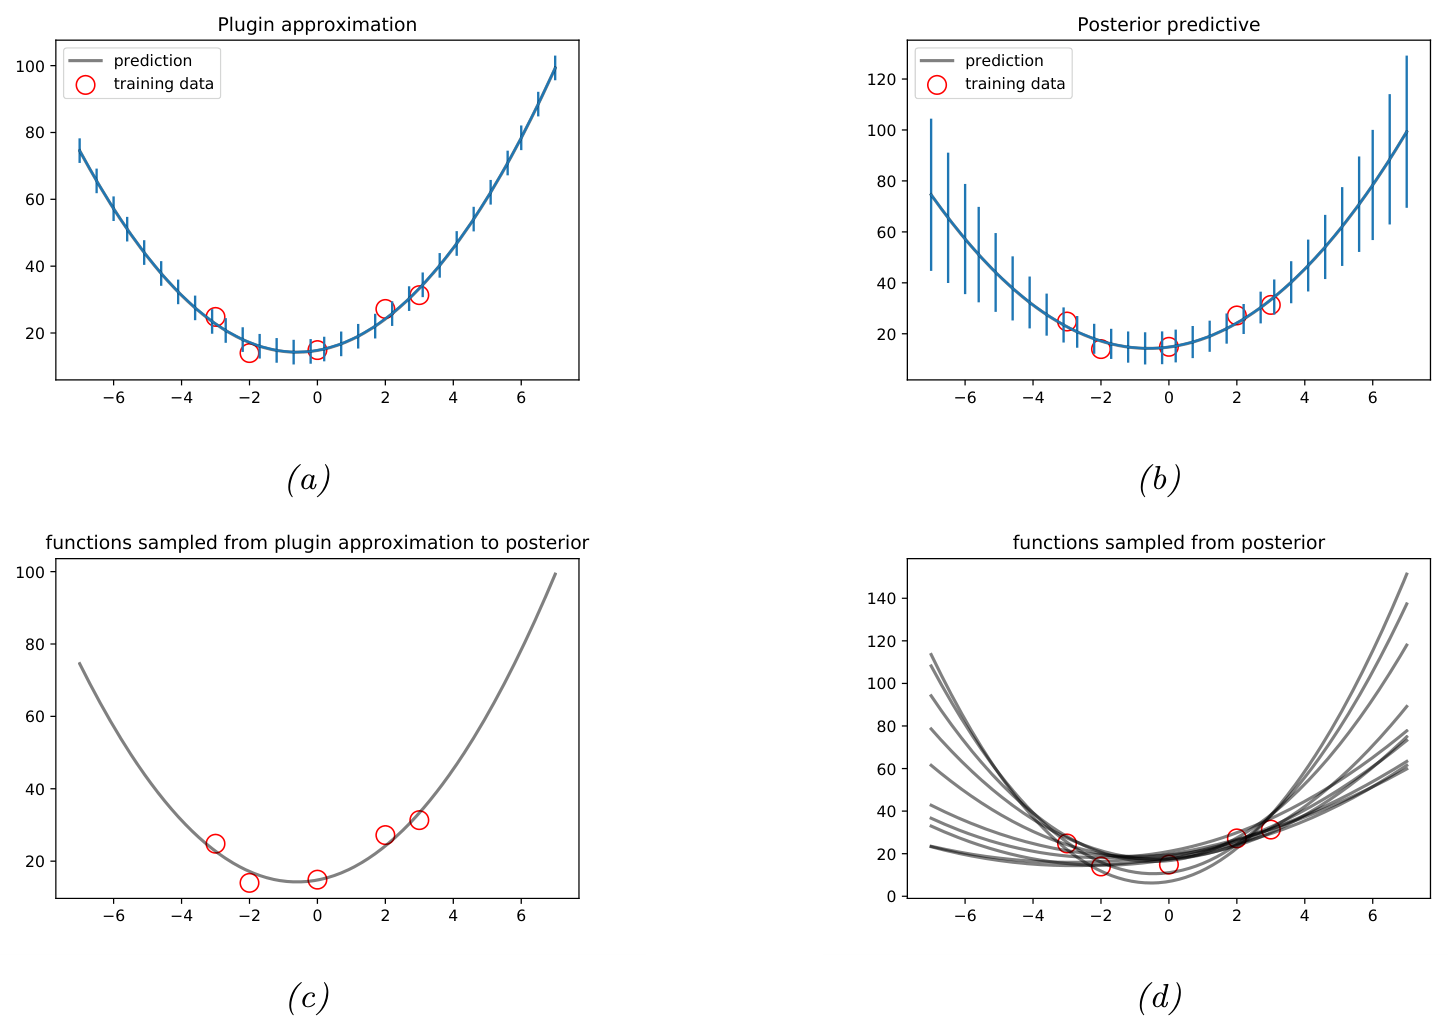 Plugin approximation
100
80
60
40
20
−6 −4 −2 0 2 4 6
prediction
training data
(a)
Posterior predictive
120
100
80
60
40
20
−6 −4 −2 0 2 4 6
prediction
training data
(b)
functions sampled from plugin approximation to posterior
100
80
60
40
20
−6 −4 −2 0 2 4 6
(c)
functions sampled from posterior
140
120
100
80
60
40
20
0
−6 −4 −2 0 2 4 6
(d)